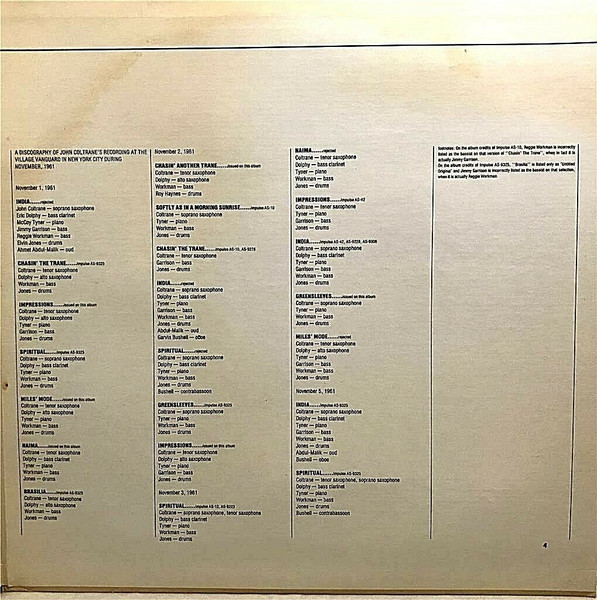 A DISCOGRAPHY OF JOHN COLTRANE'S RECORDING AT THE
VILLAGE VANGUARD IN NEW YORK CITY DURING
NOVEMBER, 1961
November 1, 1961
INDIA......rejected
John Coltrane — soprano saxophone
Eric Dolphy — bass clarinet
McCoy Tyner — piano
Jimmy Garrison — bass
Reggie Workman — bass
Elvin Jones — drums
Ahmet Abdul-Malik — oud
CHASIN' THE TRANE......Impulse AS-9325
Coltrane — tenor saxophone
Dolphy — alto saxophone
Workman — bass
Jones — drums
IMPRESSIONS......issued on this album
Coltrane — tenor saxophone
Dolphy — alto saxophone
Tyner — piano
Garrison — bass
Jones — drums
SPIRITUAL......Impulse AS-9325
Coltrane — soprano saxophone
Dolphy — bass clarinet
Tyner — piano
Workman — bass
Jones — drums
MILES' MODE......issued on this album
Coltrane — tenor saxophone
Dolphy — alto saxophone
Tyner — piano
Workman — bass
Jones — drums
NAIMA......issued on this album
Coltrane — tenor saxophone
Dolphy — bass clarinet
Tyner — piano
Workman — bass
Jones — drums
BRASILIA......Impulse AS-9325
Coltrane — tenor saxophone
Workman — bass
Jones — drums
November 2, 1961
CHASIN' ANOTHER TRANE......issued on this album
Coltrane — tenor saxophone
Dolphy — alto saxophone
Workman — bass
Roy Haynes — drums
SOFTLY AS IN A MORNING SUNRISE......Impulse AS-10
Coltrane — soprano saxophone
Tyner — piano
Workman — bass
Jones — drums
CHASIN' THE TRANE......Impulse AS-10, AS-9278
Coltrane — tenor saxophone
Garrison — bass
Jones — drums
INDIA......rejected
Coltrane — soprano saxophone
Dolphy — bass clarinet
Tyner — piano
Garrison — bass
Workman — bass
Jones — drums
Abdul-Malik — oud
Garvin Bushell — oboe
SPIRITUAL......rejected
Coltrane — soprano saxophone
Dolphy — bass clarinet
Tyner — piano
Workman — bass
Jones — drums
Bushell — contrabassoon
GREENSLEEVES......Impulse AS-9325
Coltrane — soprano saxophone
Tyner — piano
Workman — bass
Jones — drums
IMPRESSIONS......issued on this album
Coltrane — tenor saxophone
Dolphy — alto saxophone
Tyner — piano
Garrison — bass
Jones — drums
November 3, 1961
SPIRITUAL......Impulse AS-10, AS-9223
Coltrane — soprano saxophone, tenor saxophone
Dolphy — bass clarinet
Tyner — piano
Workman — bass
Jones — drums
NAIMA......rejected
Coltrane — tenor saxophone
Dolphy — bass clarinet
Tyner — piano
Workman — bass
Jones — drums
IMPRESSIONS......Impulse AS-42
Coltrane — tenor saxophone
Tyner — piano
Garrison — bass
Jones — drums
INDIA......Impulse AS-42, AS-9228,
Coltrane — soprano saxophone
Dolphy — bass clarinet
Tyner — piano
Garrison — bass
Workman — bass
Jones — drums
GREENSLEEVES......issued on this album
Coltrane — soprano saxophone
Tyner — piano
Workman — bass
Jones — drums
MILES' MODE......rejected
Coltrane — tenor saxophone
Dolphy — alto saxophone
Tyner — piano
Garrison — bass
Jones — drums
November 5, 1961
INDIA......Impulse AS-9325
Coltrane — soprano saxophone
Dolphy — bass clarinet
Tyner — piano
Garrison — bass
Workman — bass
Jones — drums
Abdul-Malik — oud
Bushell — oboe
SPIRITUAL......Impulse AS-9325
Coltrane — tenor saxophone, soprano saxophone
Dolphy — bass clarinet
Tyner — piano
Workman — bass
Jones — drums
Bushell — contrabassoon
footnotes: On the album credits of Impulse AS-10, Reggie Workman is incorrectly
listed as the bassist on that version of "Chasin' The Trane", when in fact it is
actually Jimmy Garrison.
On the album credits of Impulse AS-9325, "Brasilia" is listed only as "Untitled
Original" and Jimmy Garrison is incorrectly listed as the bassist on that selection,
when it is actually Reggie Workman.
4